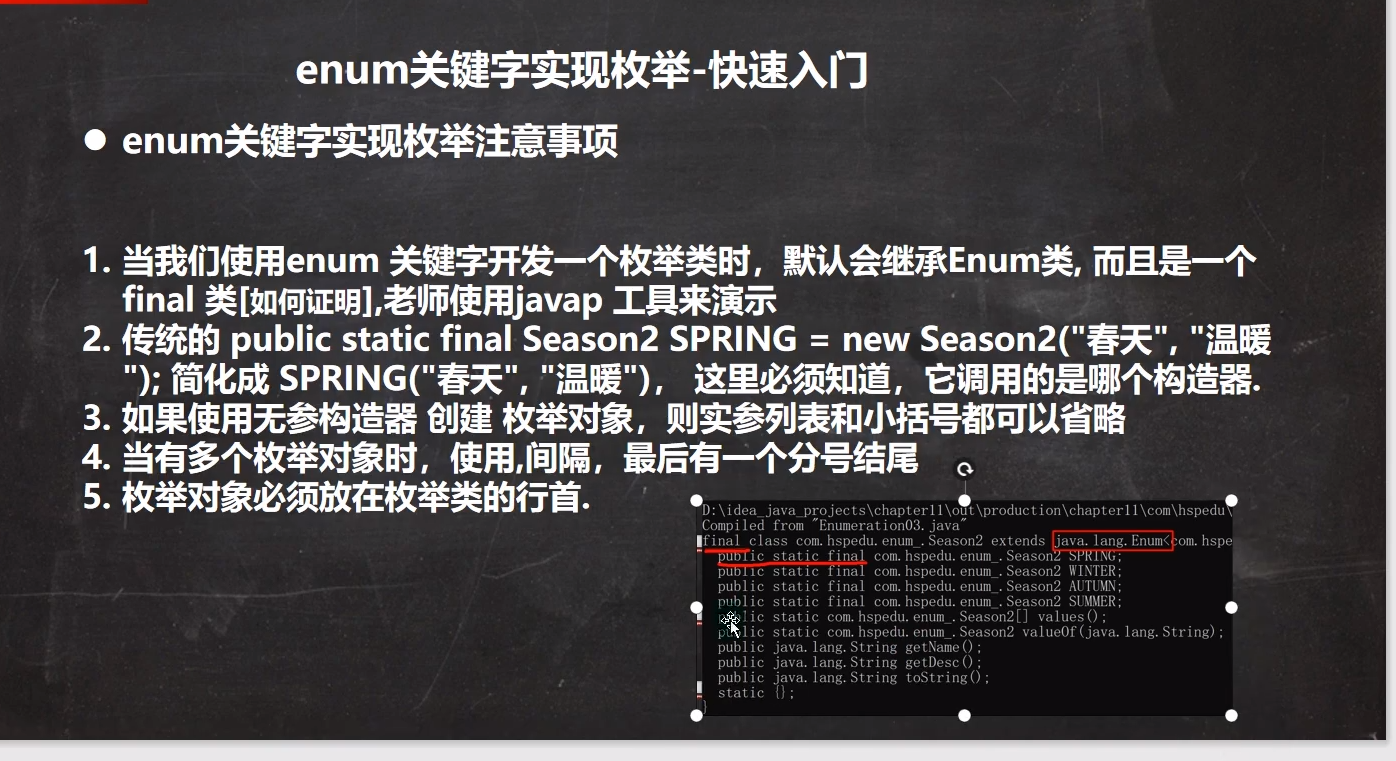 enum关键字实现枚举-快速入门
● enum关键字实现枚举注意事项
1. 当我们使用enum 关键字开发一个枚举类时，默认会继承Enum类, 而且是一个
final 类[如何证明],老师使用javap 工具来演示
2. 传统的 public static final Season2 SPRING = new Season2("春天", "温暖
"); 简化成 SPRING("春天", "温暖")， 这里必须知道，它调用的是哪个构造器.
3. 如果使用无参构造器 创建 枚举对象，则实参列表和小括号都可以省略
4. 当有多个枚举对象时，使用,间隔，最后有一个分号结尾
5. 枚举对象必须放在枚举类的行首.
D:\idea_java_projects\chapter11\out\production\chapter11\com\hspedu\
Compiled from "Enumeration03.java"
final class com.hspedu.enum_.Season2 extends java.lang.Enum<com.hspe
public static final com.hspedu.enum_.Season2 SPRING;
public static final com.hspedu.enum_.Season2 WINTER;
public static final com.hspedu.enum_.Season2 AUTUMN;
public static final com.hspedu.enum_.Season2 SUMMER;
public static com.hspedu.enum_.Season2[] values();
public static com.hspedu.enum_.Season2 valueOf(java.lang.String);
public java.lang.String getName();
public java.lang.String getDesc();
public java.lang.String toString();
static {};
}